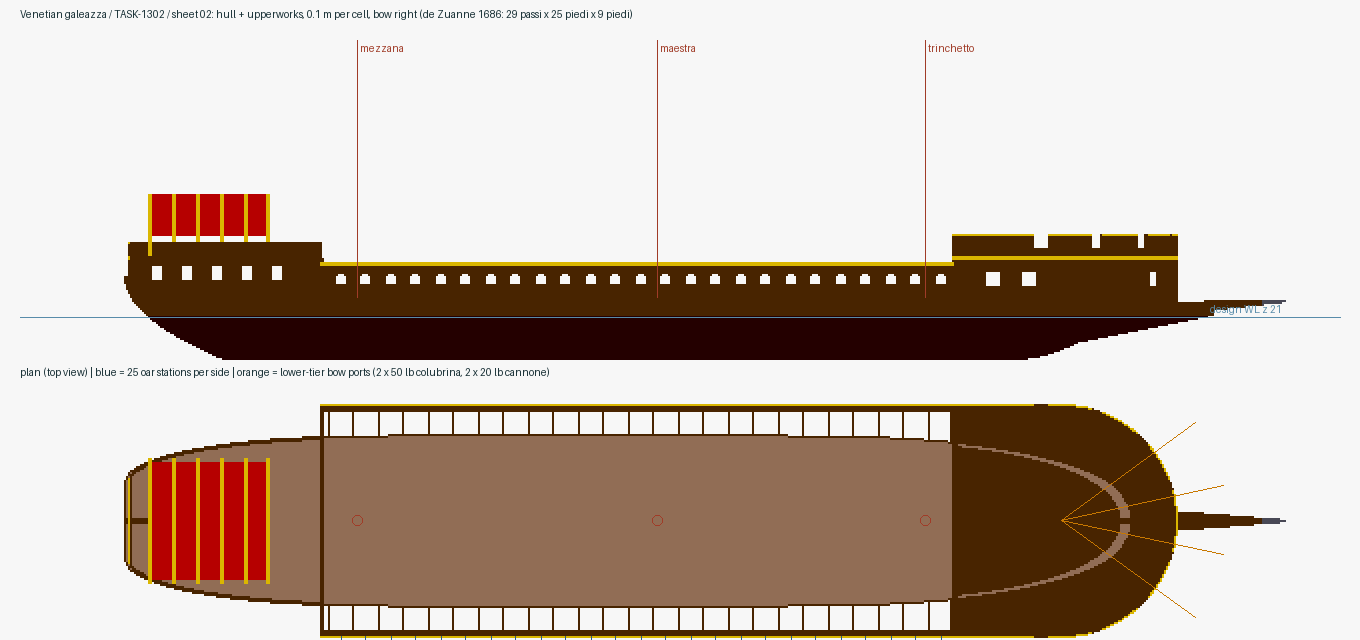 Venetian galeazza / TASK-1302 / sheet 02: hull + upperworks, 0.1 m per cell, bow right (de Zuanne 1686: 29 passi x 25 piedi x 9 piedi)
mezzana
maestra
trinchetto
design WL z 21
plan (top view) | blue = 25 oar stations per side | orange = lower-tier bow ports (2 x 50 lb colubrina, 2 x 20 lb cannone)